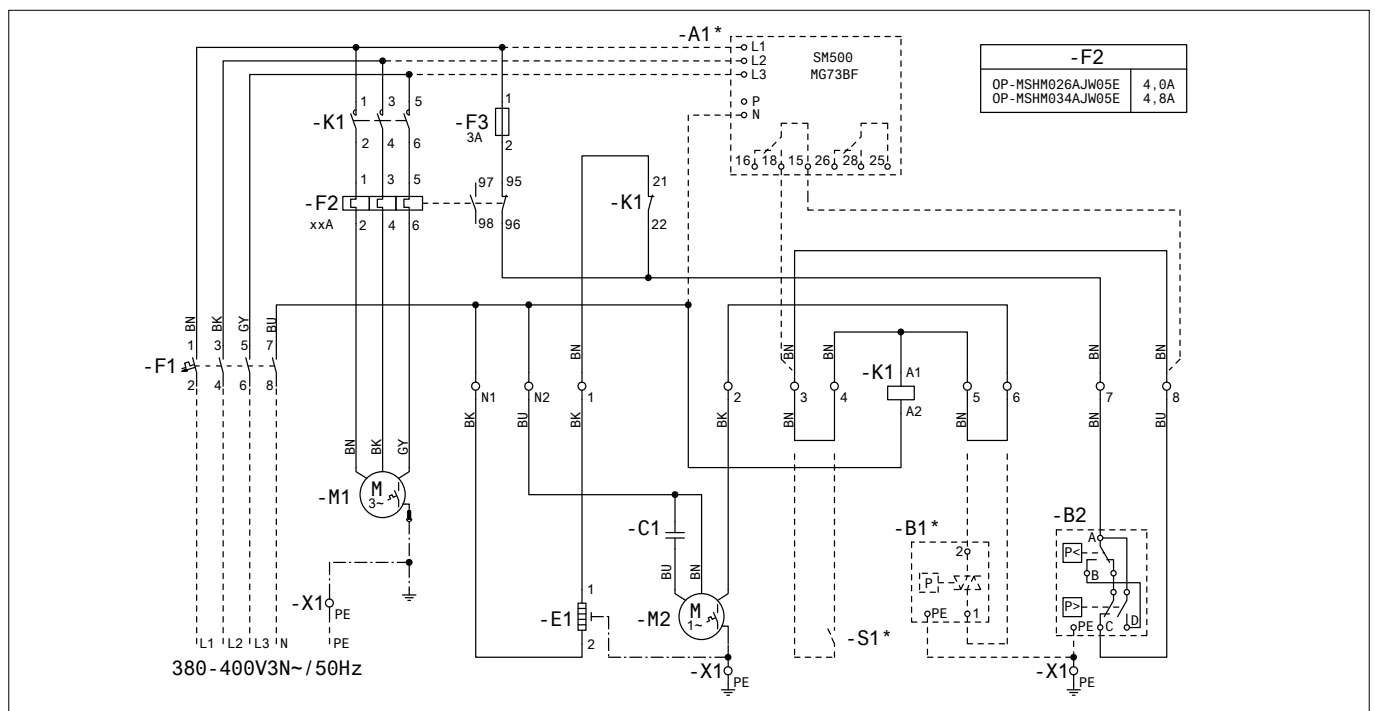 -A1*
L1
L2
L3
P
N
SM500
MG73BF
16 18 15 26 28 25
-F2
OP-MSHM026AJW05E 4,0A
OP-MSHM034AJW05E 4,8A
1 3 5
-K1
2 4 6
1
-F3
3A
2
1 3 5
-F2
xxA
2 4 6
97 95
98 96
21
-K1
22
BN BK GY BU
1 3 5 7
-F1
2 4 6 8
BN BN BN BN BN
N1 N2 1 2 3 4
-K1 A1
A2
5 6 7 8
BK BU BK BK BN BN BN BU
BN BK GY
-M1
M
3~
-X1
PE
L1 L2 L3 N PE
380-400V3N~/50Hz
-C1
BU BN
1
-E1
2
-M2
M
1~
-X1
PE
-S1*
-B1*
2
P
PE 1
-B2
A
P<
B
P>
PE C D
-X1
PE